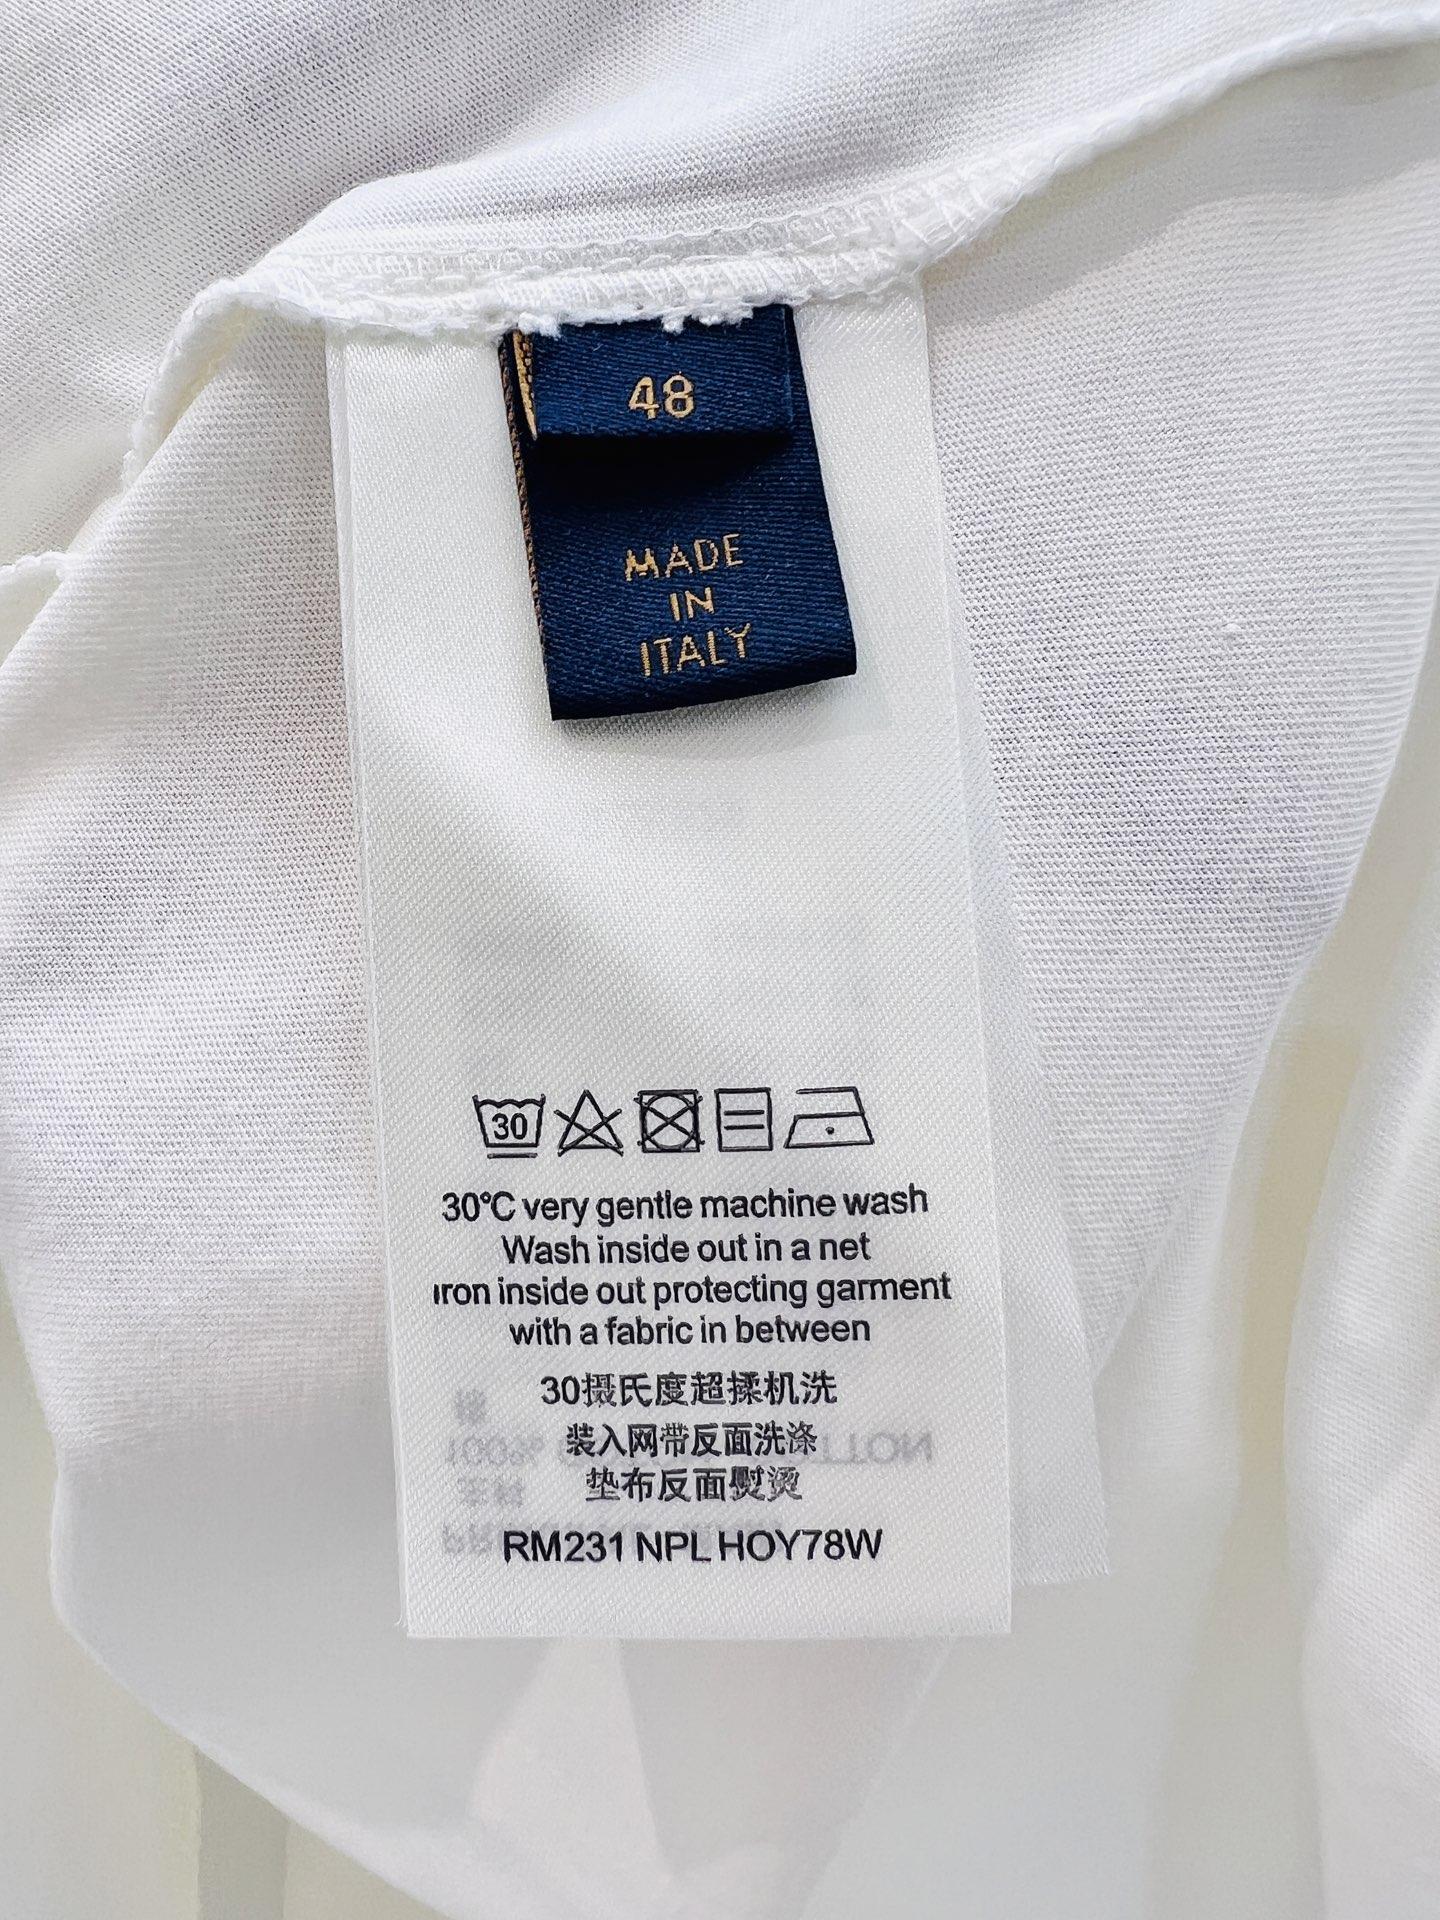 48
MADE
IN
ITALY
30
30°C very gentle machine wash
Wash inside out in a net
iron inside out protecting garment
with a fabric in between
30摄氏度超揉机洗
装入网带反面洗涤
垫布反面熨烫
RM231 NPL HOY78W